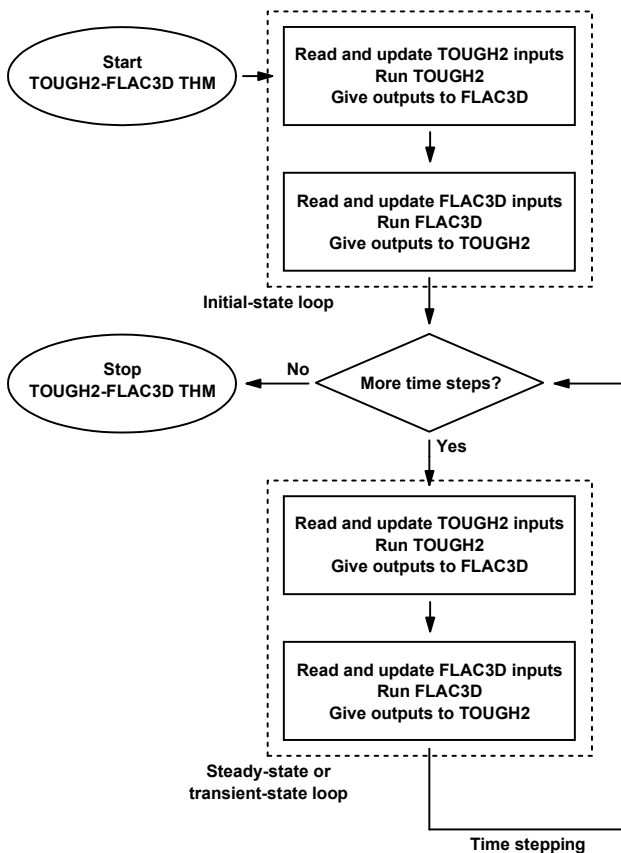 Start
TOUGH2-FLAC3D THM
Read and update TOUGH2 inputs
Run TOUGH2
Give outputs to FLAC3D
Read and update FLAC3D inputs
Run FLAC3D
Give outputs to TOUGH2
Initial-state loop
Stop
TOUGH2-FLAC3D THM
No
More time steps?
Yes
Read and update TOUGH2 inputs
Run TOUGH2
Give outputs to FLAC3D
Read and update FLAC3D inputs
Run FLAC3D
Give outputs to TOUGH2
Steady-state or
transient-state loop
Time stepping